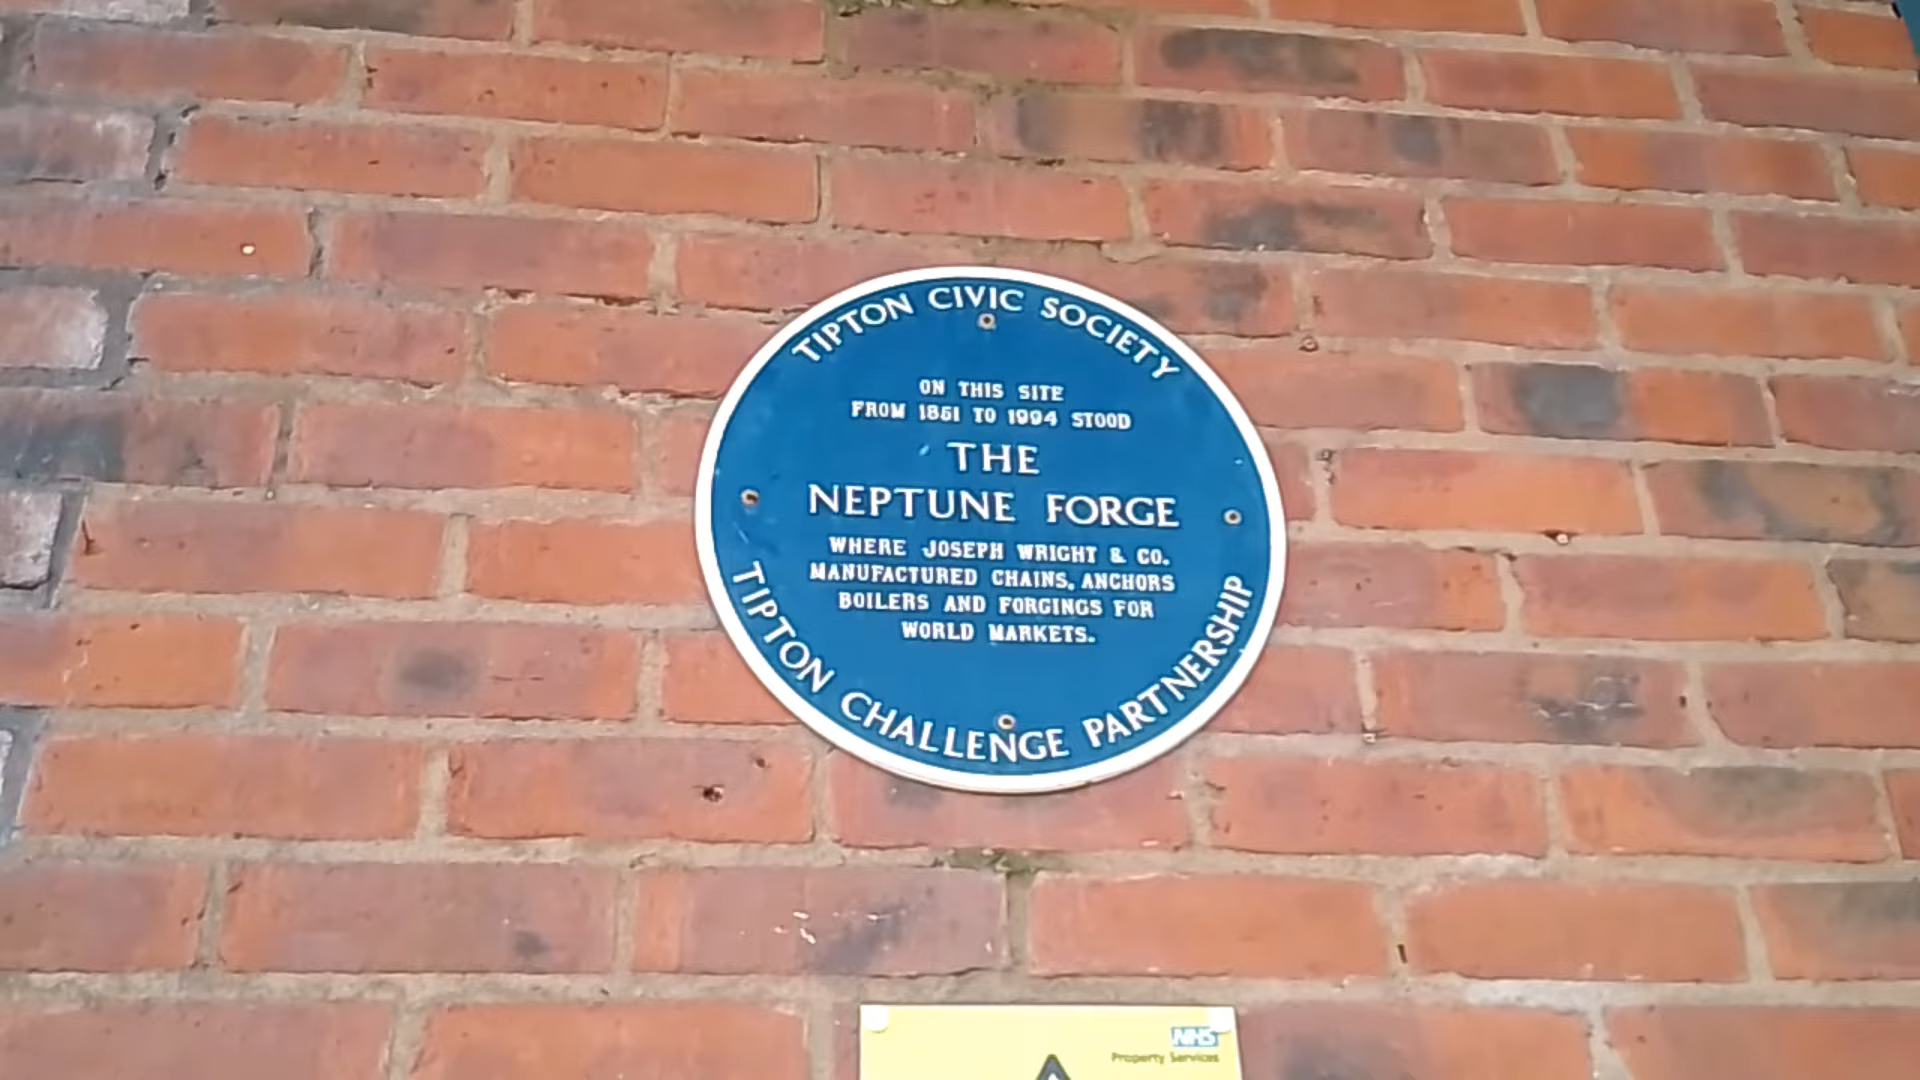 TIPTON CIVIC SOCIETY
ON THIS SITE
FROM 1851 TO 1994 STOOD
THE
NEPTUNE FORGE
WHERE JOSEPH WRIGHT & CO.
MANUFACTURED CHAINS, ANCHORS
BOILERS AND FORGINGS FOR
WORLD MARKETS.
TIPTON CHALLENGE PARTNERSHIP
NHS
Property Services